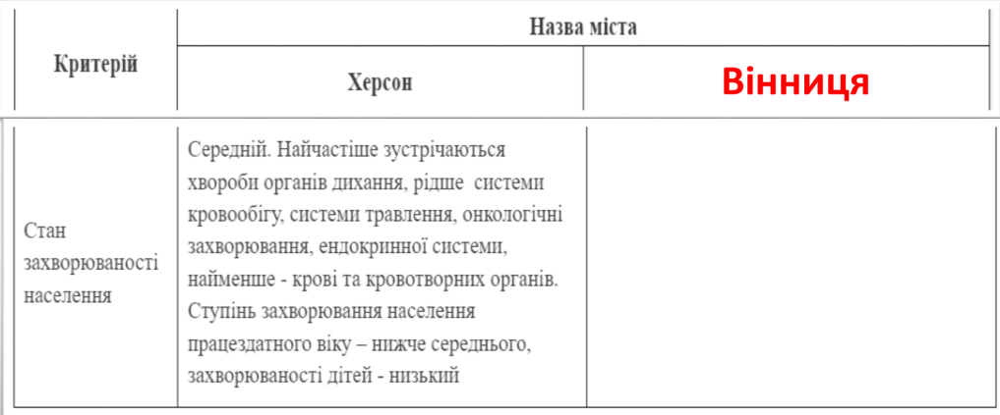 Назва міста
Критерій
Херсон
Вінниця
Стан
захворюваності
населення
Середній. Найчастіше зустрічаються
хвороби органів дихання, рідше системи
кровообігу, системи травлення, онкологічні
захворювання, ендокринної системи,
найменше - крові та кровотворних органів.
Ступінь захворювання населення
працездатного віку – нижче середнього,
захворюваності дітей - низький